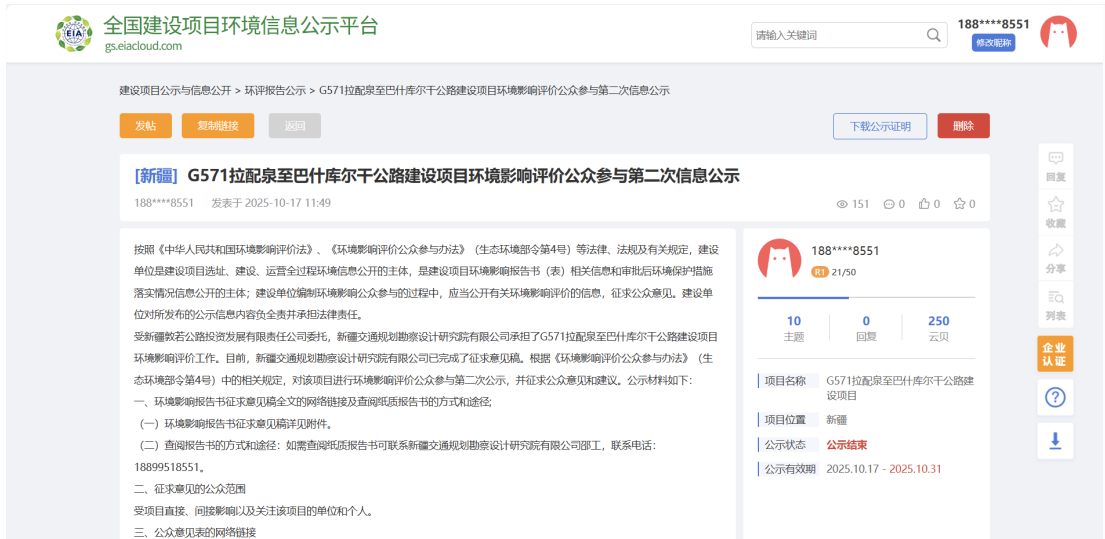 EIA
全国建设项目环境信息公示平台
gs.eiacloud.com
请输入关键词
188****8551
修改昵称
建设项目公示与信息公开 > 环评报告公示 > G571拉配泉至巴什库尔干公路建设项目环境影响评价公众参与第二次信息公示
发帖
复制链接
返回
下载公示证明
删除
[新疆] G571拉配泉至巴什库尔干公路建设项目环境影响评价公众参与第二次信息公示
188****8551 发表于 2025-10-17 11:49
151 0 0 0
按照《中华人民共和国环境影响评价法》、《环境影响评价公众参与办法》（生态环境部令第4号）等法律、法规及有关规定，建设
单位是建设项目选址、建设、运营全过程环境信息公开的主体，是建设项目环境影响报告书（表）相关信息和审批后环境保护措施
落实情况信息公开的主体；建设单位编制环境影响公众参与的过程中，应当公开有关环境影响评价的信息，征求公众意见。建设单
位对所发布的公示信息内容负全责并承担法律责任。
受新疆敦若公路投资发展有限责任公司委托，新疆交通规划勘察设计研究院有限公司承担了G571拉配泉至巴什库尔干公路建设项目
环境影响评价工作。目前，新疆交通规划勘察设计研究院有限公司已完成了征求意见稿。根据《环境影响评价公众参与办法》（生
态环境部令第4号）中的相关规定，对该项目进行环境影响评价公众参与第二次公示，并征求公众意见和建议。公示材料如下：
一、环境影响报告书征求意见稿全文的网络链接及查阅纸质报告书的方式和途径;
（一）环境影响报告书征求意见稿详见附件。
（二）查阅报告书的方式和途径：如需查阅纸质报告书可联系新疆交通规划勘察设计研究院有限公司邵工，联系电话：
18899518551。
二、征求意见的公众范围
受项目直接、间接影响以及关注该项目的单位和个人。
三、公众意见表的网络链接
188****8551
R1 21/50
10 0 250
主题 回复 云贝
项目名称 G571拉配泉至巴什库尔干公路建
设项目
项目位置 新疆
公示状态 公示结束
公示有效期 2025.10.17 - 2025.10.31
回复
收藏
分享
列表
企业
认证